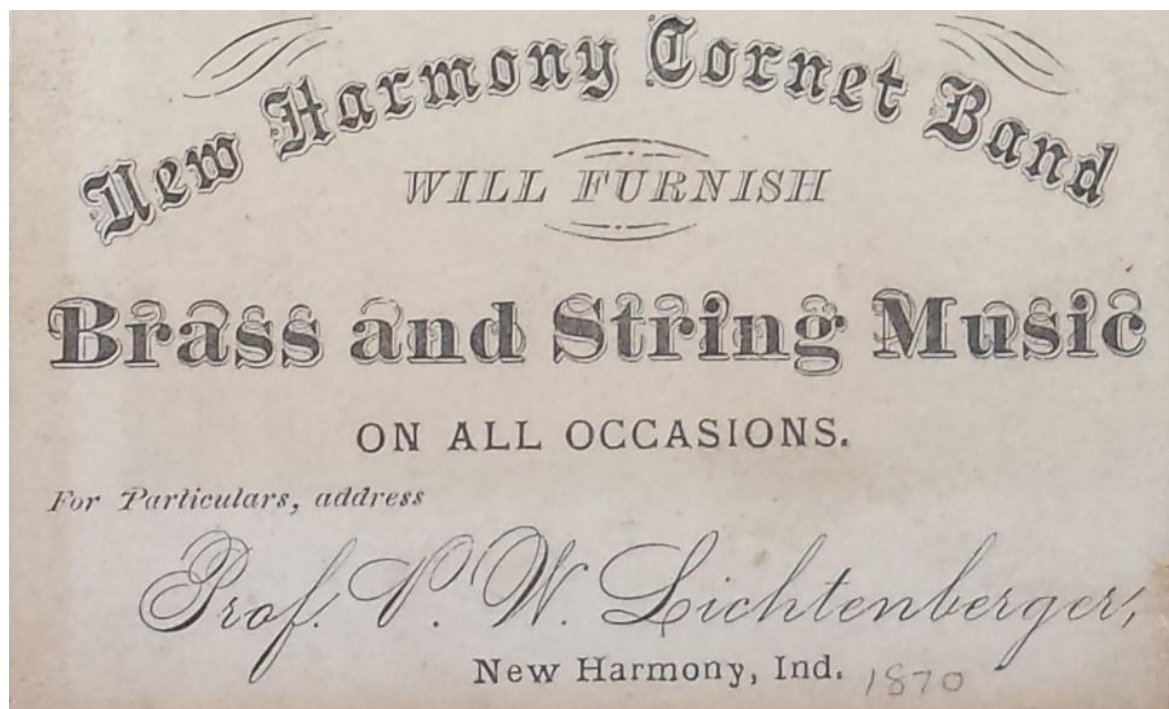 New Harmony Cornet Band
WILL FURNISH
Brass and String Music
ON ALL OCCASIONS.
For Particulars, address
Prof. P. W. Lichtenberger,
New Harmony, Ind. 1870